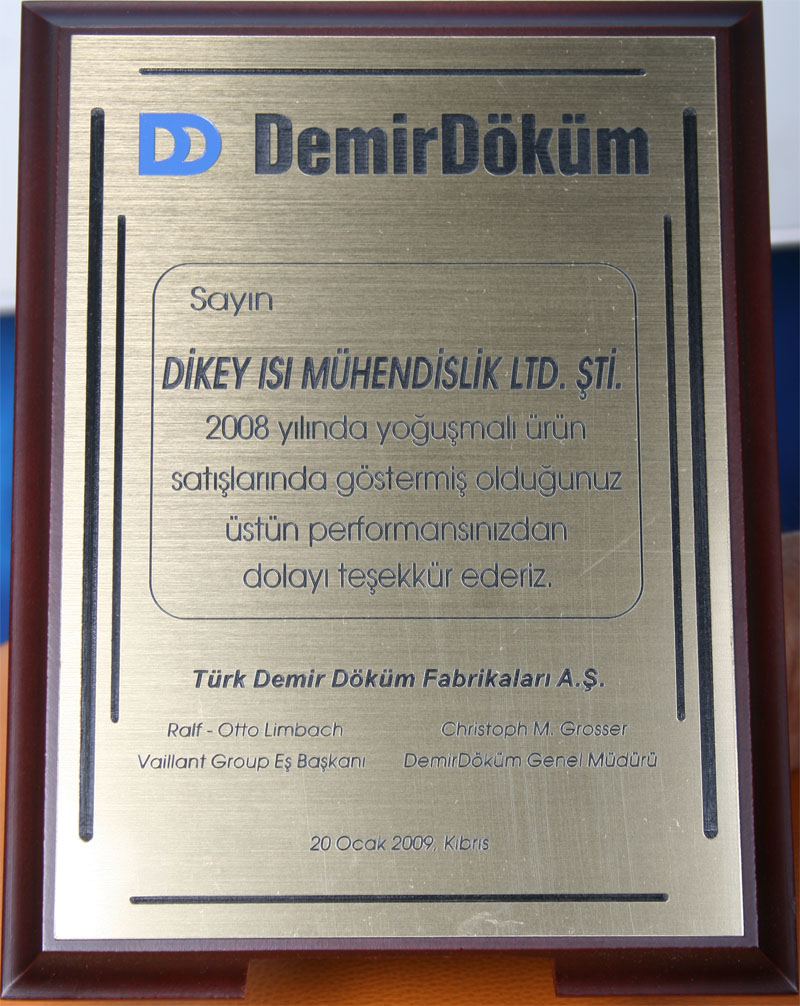 DemirDöküm
Sayın
DİKEY ISI MÜHENDİSLİK LTD. ŞTİ.
2008 yılında yoğuşmalı ürün
satışlarında göstermiş olduğunuz
üstün performansınızdan
dolayı teşekkür ederiz.
Türk Demir Döküm Fabrikaları A.Ş.
Ralf - Otto Limbach Christoph M. Grosser
Vaillant Group Eş Başkanı DemirDöküm Genel Müdürü
20 Ocak 2009, Kıbrıs